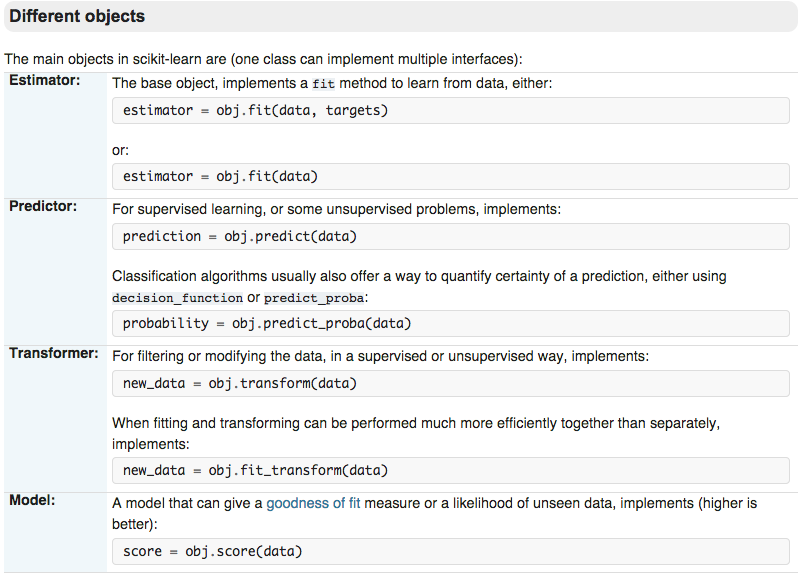 Different objects
The main objects in scikit-learn are (one class can implement multiple interfaces):
Estimator:
The base object, implements a fit method to learn from data, either:
estimator = obj.fit(data, targets)
or:
estimator = obj.fit(data)
Predictor:
For supervised learning, or some unsupervised problems, implements:
prediction = obj.predict(data)
Classification algorithms usually also offer a way to quantify certainty of a prediction, either using
decision_function or predict_proba:
probability = obj.predict_proba(data)
Transformer:
For filtering or modifying the data, in a supervised or unsupervised way, implements:
new_data = obj.transform(data)
When fitting and transforming can be performed much more efficiently together than separately,
implements:
new_data = obj.fit_transform(data)
Model:
A model that can give a goodness of fit measure or a likelihood of unseen data, implements (higher is
better):
score = obj.score(data)